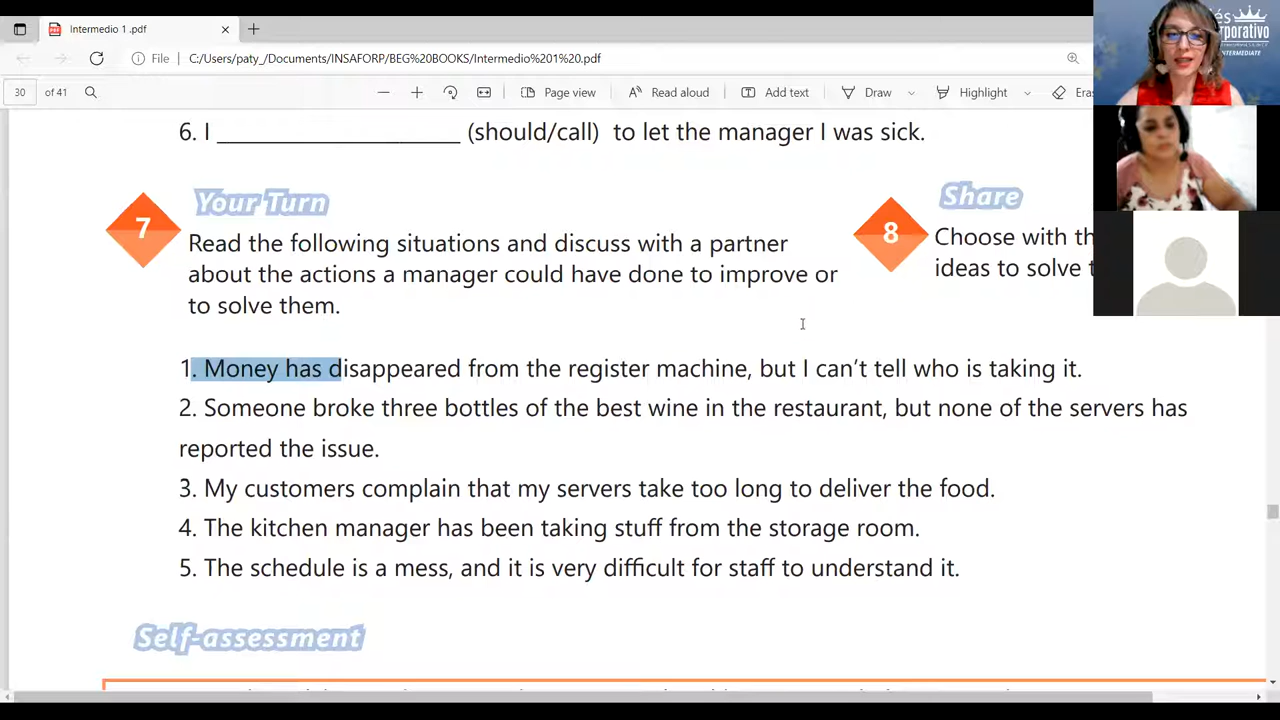 Intermedio 1 .pdf
File C:/Users/paty_/Documents/INSAFORP/BEG%20BOOKS/Intermedio%201%20.pdf
30 of 41 Page view Read aloud Add text Draw Highlight
orporativo
INTERMEDIATE
6. I ____________________ (should/call) to let the manager I was sick.
7 Your Turn
Read the following situations and discuss with a partner
about the actions a manager could have done to improve or
to solve them.
8 Share
Choose with
ideas to solve
1. Money has disappeared from the register machine, but I can’t tell who is taking it.
2. Someone broke three bottles of the best wine in the restaurant, but none of the servers has
reported the issue.
3. My customers complain that my servers take too long to deliver the food.
4. The kitchen manager has been taking stuff from the storage room.
5. The schedule is a mess, and it is very difficult for staff to understand it.
Self-assessment